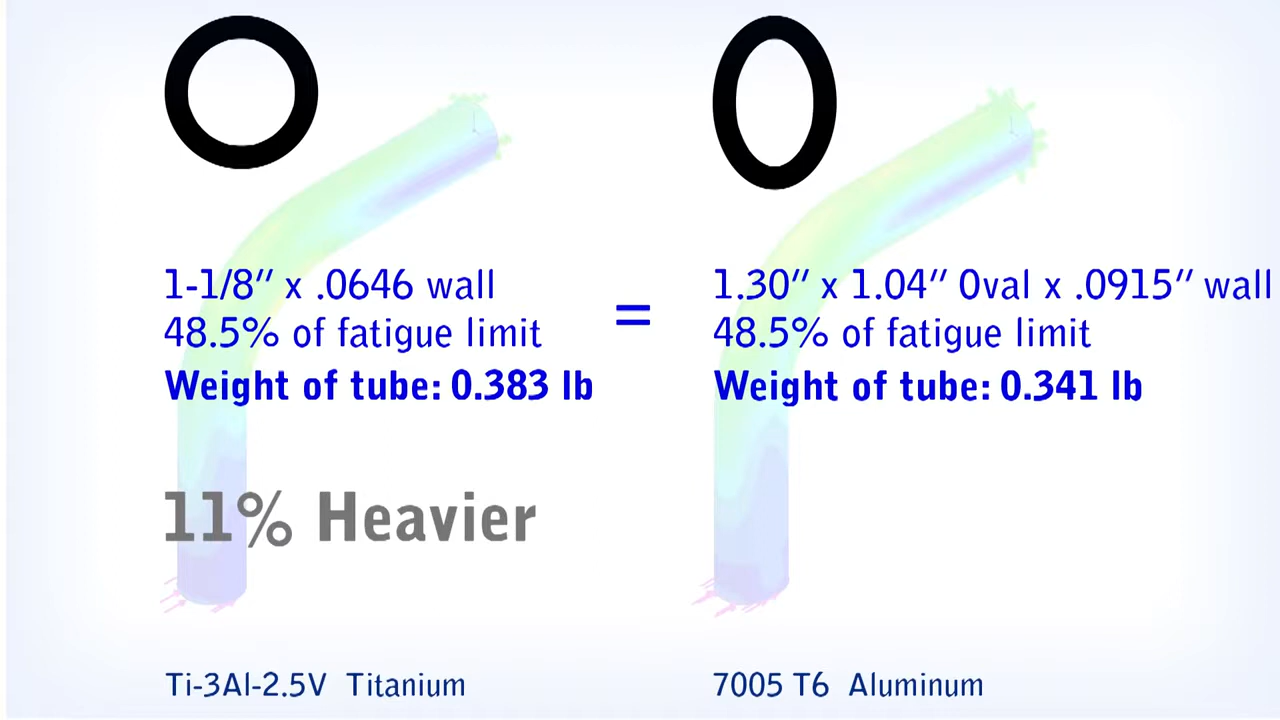 1-1/8" x .0646 wall
48.5% of fatigue limit
Weight of tube: 0.383 lb
=
1.30" x 1.04" Oval x .0915" wall
48.5% of fatigue limit
Weight of tube: 0.341 lb
11% Heavier
Ti-3Al-2.5V Titanium
7005 T6 Aluminum